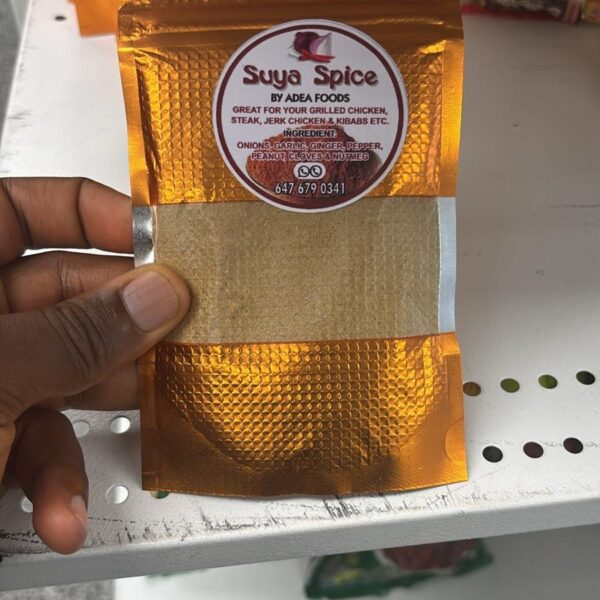 Suya Spice
BY ADEA FOODS
GREAT FOR YOUR GRILLED CHICKEN,
STEAK, JERK CHICKEN & KIBABS ETC.
INGREDIENT:
ONIONS, GARLIC, GINGER, PEPPER,
PEANUT, CLOVES & NUTMEG
647 679 0341